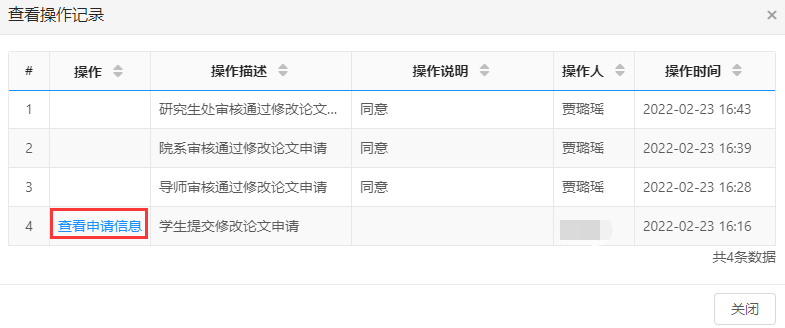 查看操作记录 ×
# 操作 操作描述 操作说明 操作人 操作时间
1 研究生处审核通过修改论文... 同意 贾璐瑶 2022-02-23 16:43
2 院系审核通过修改论文申请 同意 贾璐瑶 2022-02-23 16:39
3 导师审核通过修改论文申请 同意 贾璐瑶 2022-02-23 16:28
4 查看申请信息 学生提交修改论文申请 2022-02-23 16:16
共4条数据
关闭